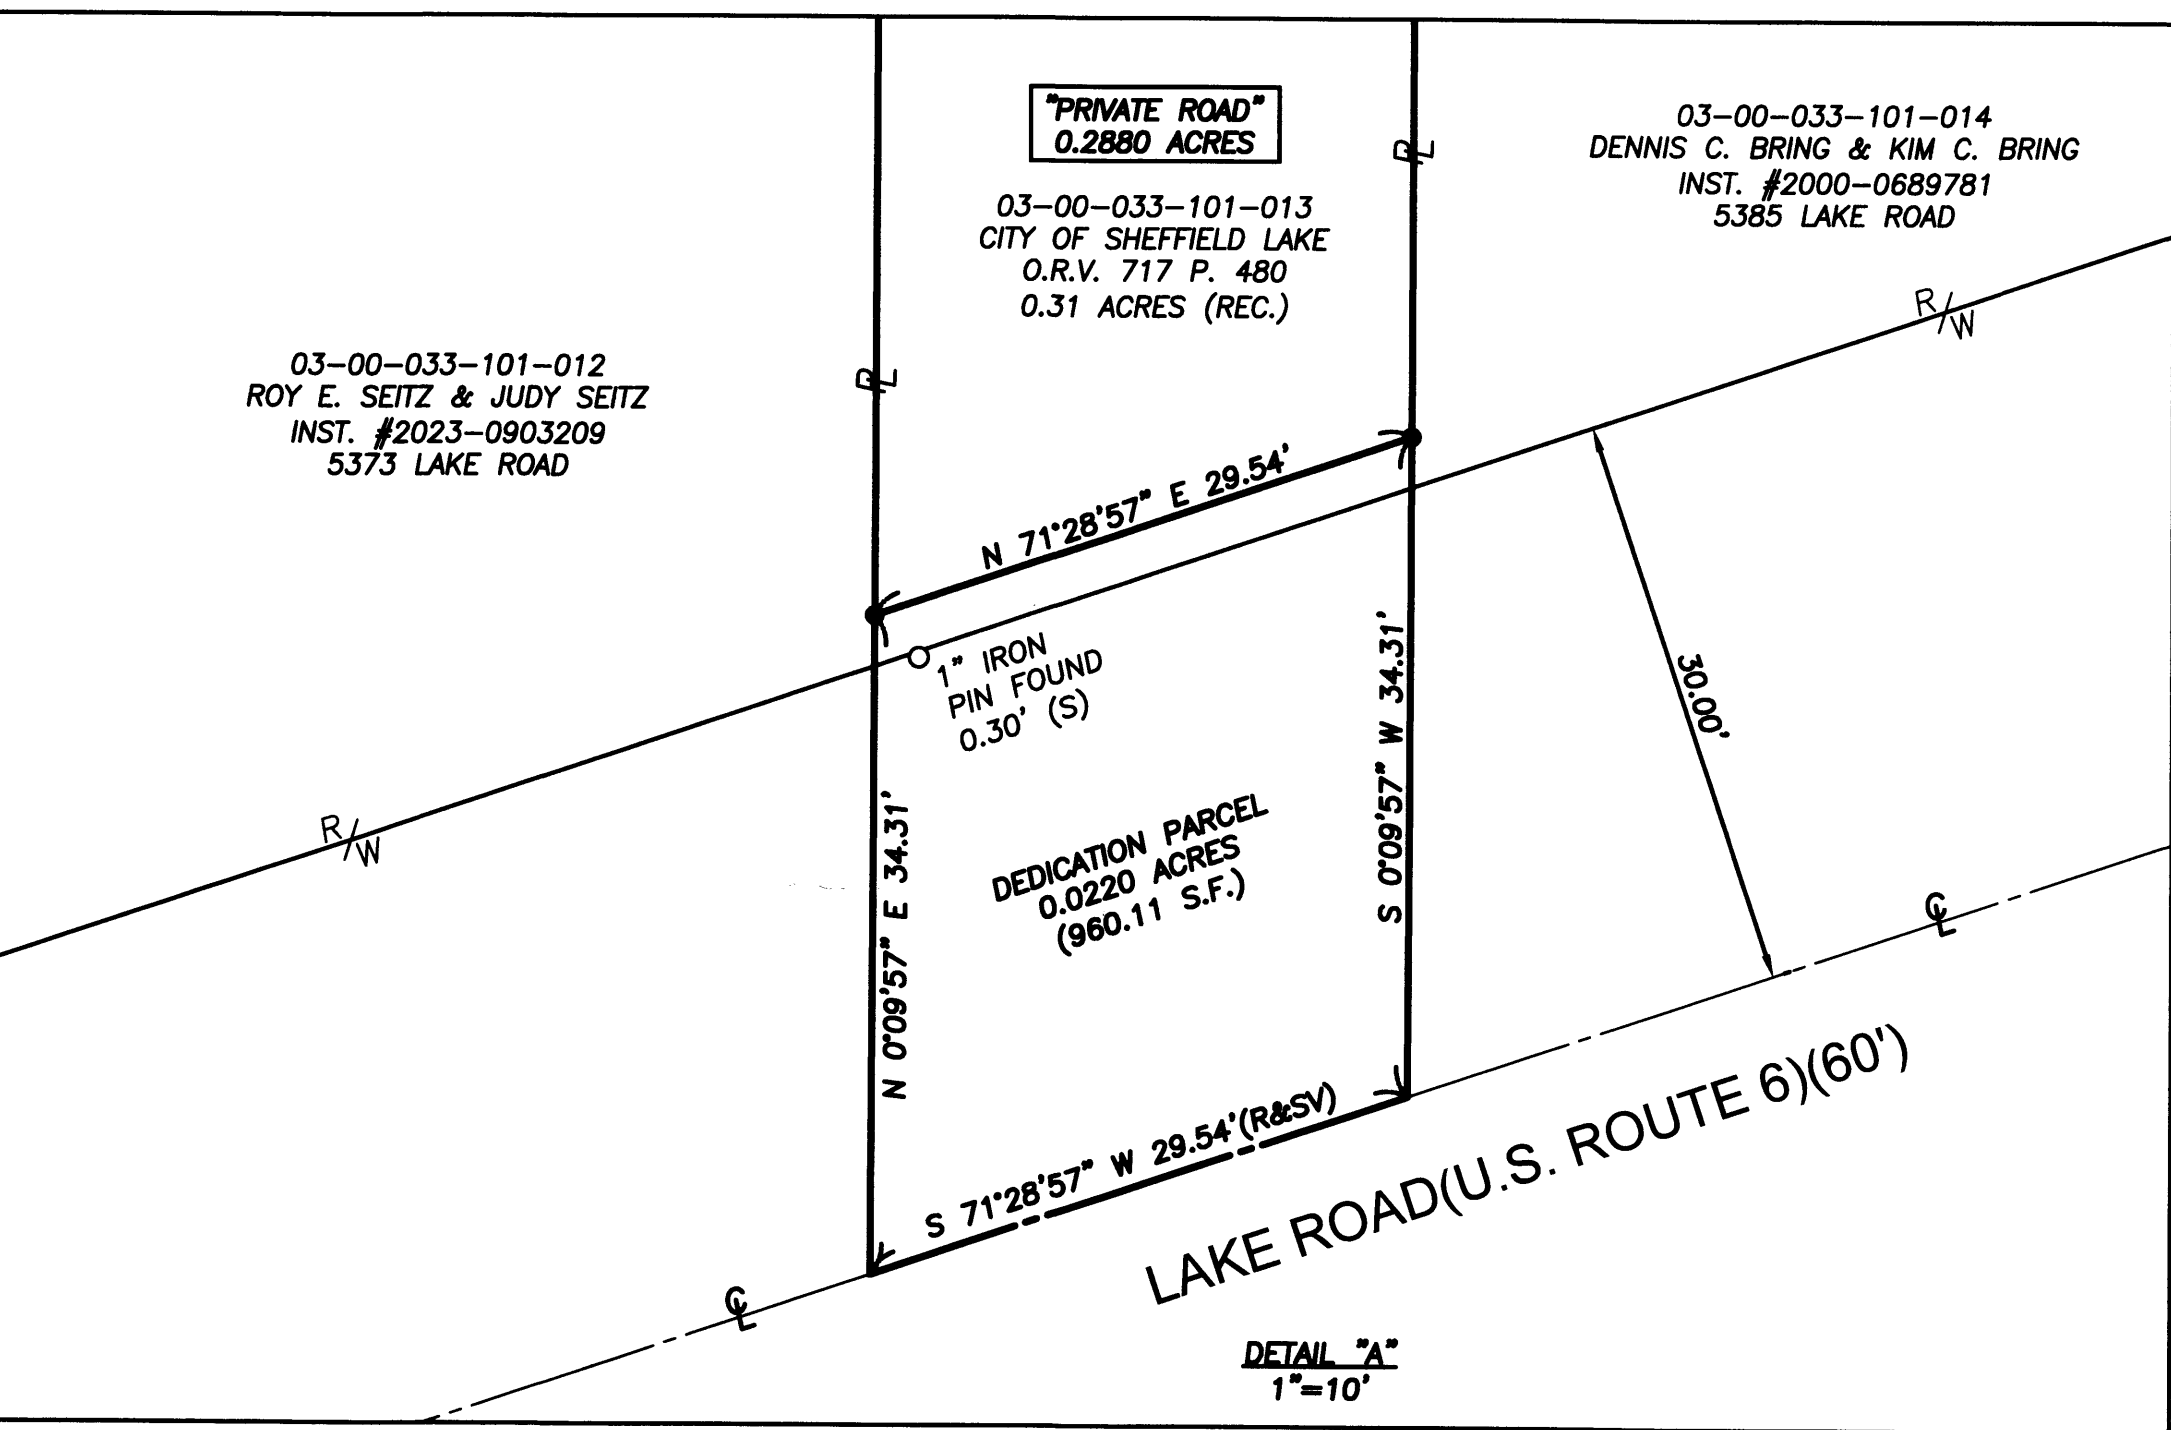 "PRIVATE ROAD"
0.2880 ACRES
03-00-033-101-013
CITY OF SHEFFIELD LAKE
O.R.V. 717 P. 480
0.31 ACRES (REC.)
03-00-033-101-014
DENNIS C. BRING & KIM C. BRING
INST. #2000-0689781
5385 LAKE ROAD
03-00-033-101-012
ROY E. SEITZ & JUDY SEITZ
INST. #2023-0903209
5373 LAKE ROAD
PL
PL
R/W
N 71°28'57" E 29.54'
1" IRON
PIN FOUND
0.30' (S)
30.00'
R/W
N 0°09'57" E 34.31'
S 0°09'57" W 34.31'
DEDICATION PARCEL
0.0220 ACRES
(960.11 S.F.)
CL
S 71°28'57" W 29.54'(R&SV)
LAKE ROAD(U.S. ROUTE 6)(60')
CL
DETAIL "A"
1"=10'